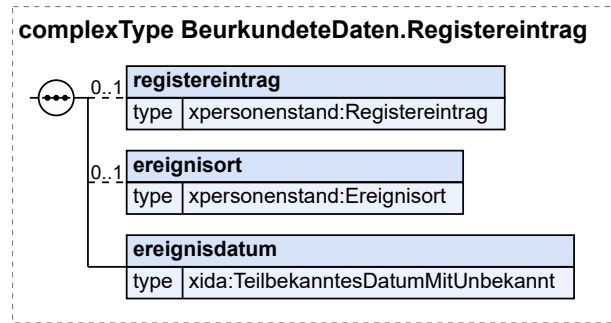 complexType BeurkundeteDaten.Registereintrag
0..1
registereintrag
type xpersonenstand:Registereintrag
0..1
ereignisort
type xpersonenstand:Ereignisort
ereignisdatum
type xida:TeilbekanntesDatumMitUnbekannt